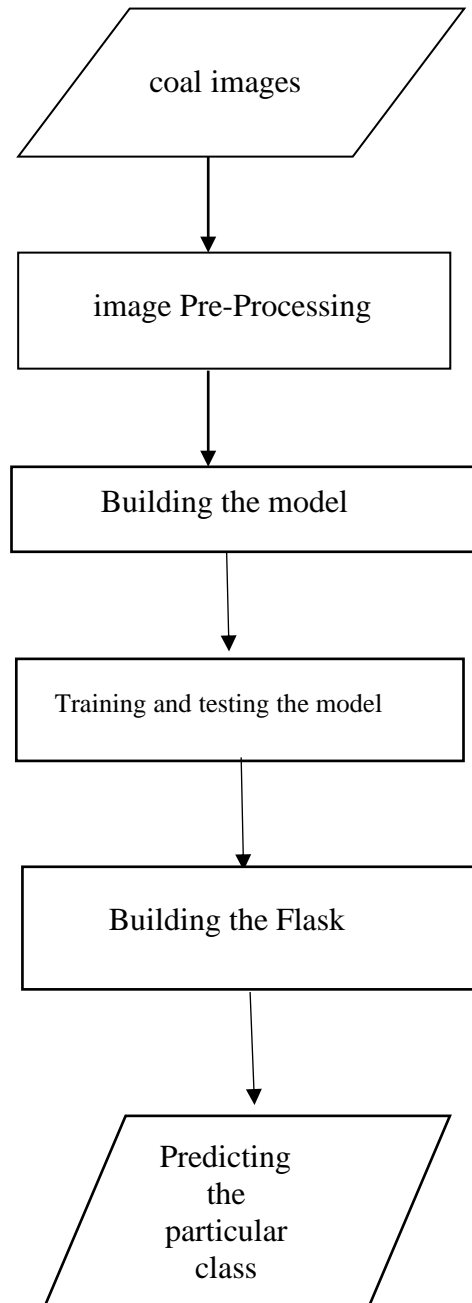 coal images
image Pre-Processing
Building the model
Training and testing the model
Building the Flask
Predicting
the
particular
class